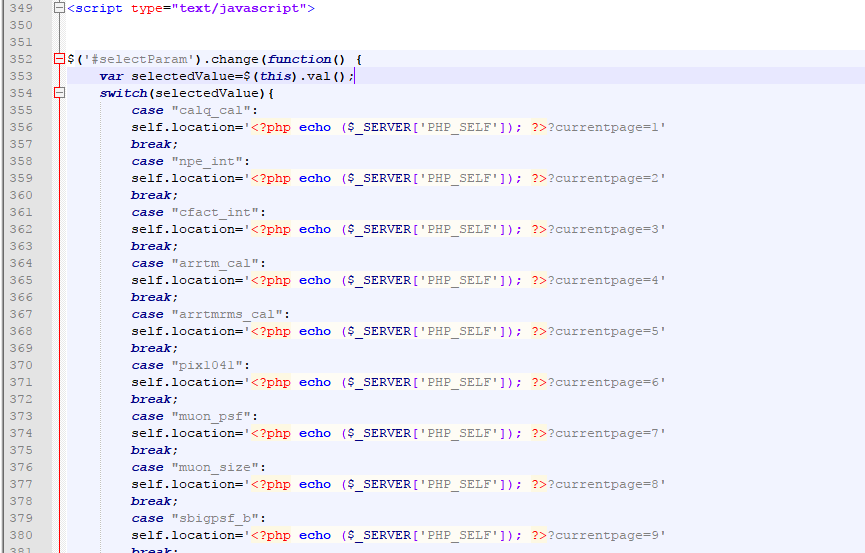 349 <script type="text/javascript">
350
351
352 $('#selectParam').change(function() {
353 var selectedValue=$(this).val();
354 switch(selectedValue){
355 case "calq_cal":
356 self.location='<?php echo ($_SERVER['PHP_SELF']); ?>?currentpage=1'
357 break;
358 case "npe_int":
359 self.location='<?php echo ($_SERVER['PHP_SELF']); ?>?currentpage=2'
360 break;
361 case "cfact_int":
362 self.location='<?php echo ($_SERVER['PHP_SELF']); ?>?currentpage=3'
363 break;
364 case "arrtm_cal":
365 self.location='<?php echo ($_SERVER['PHP_SELF']); ?>?currentpage=4'
366 break;
367 case "arrtmrms_cal":
368 self.location='<?php echo ($_SERVER['PHP_SELF']); ?>?currentpage=5'
369 break;
370 case "pix1041":
371 self.location='<?php echo ($_SERVER['PHP_SELF']); ?>?currentpage=6'
372 break;
373 case "muon_psf":
374 self.location='<?php echo ($_SERVER['PHP_SELF']); ?>?currentpage=7'
375 break;
376 case "muon_size":
377 self.location='<?php echo ($_SERVER['PHP_SELF']); ?>?currentpage=8'
378 break;
379 case "sbigpsf_b":
380 self.location='<?php echo ($_SERVER['PHP_SELF']); ?>?currentpage=9'
381 break;